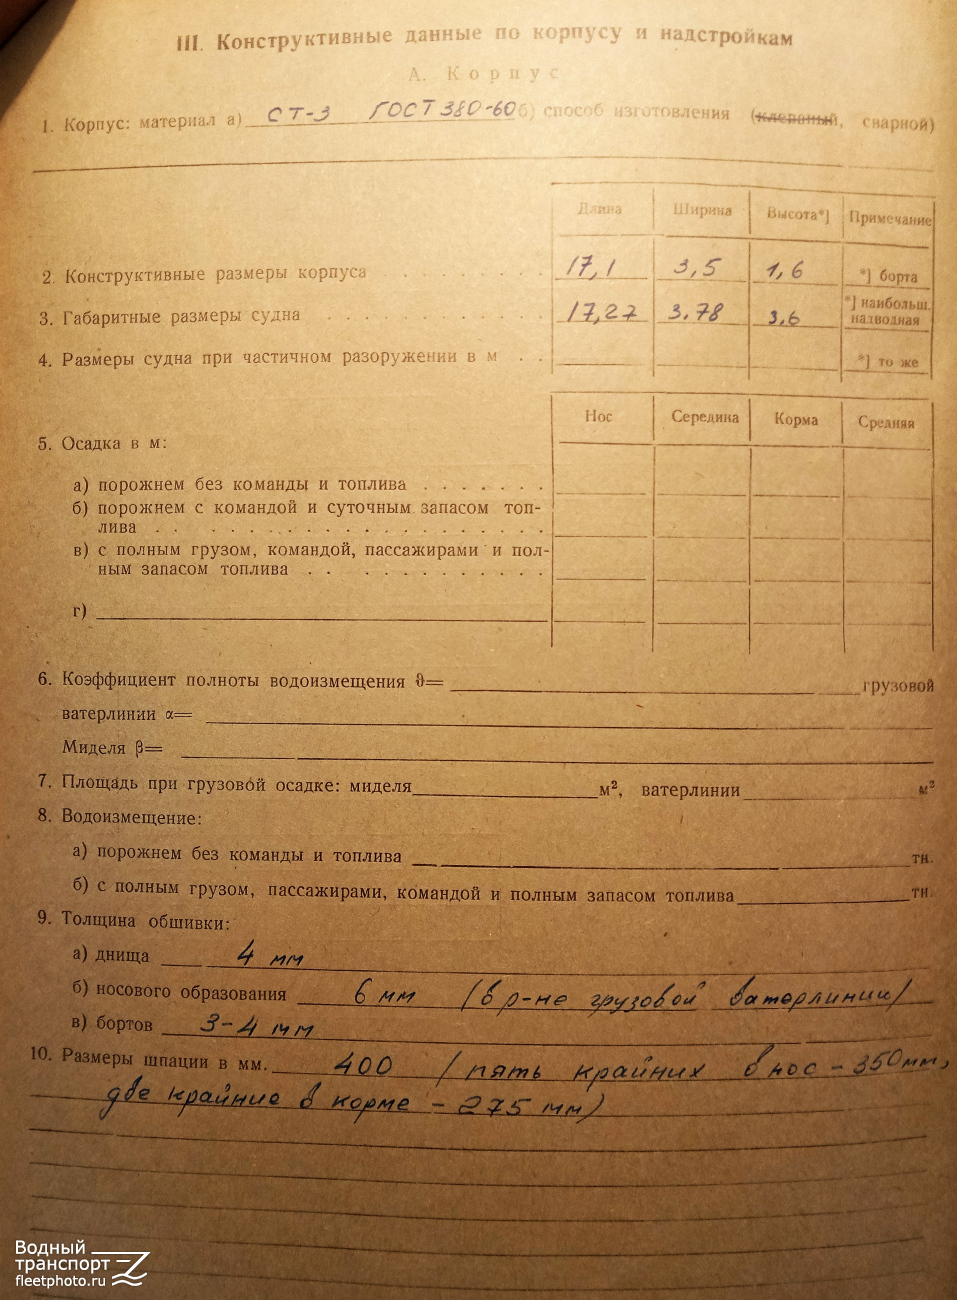 III. Конструктивные данные по корпусу и надстройкам
А. Корпус
1. Корпус: материал а) СТ-3 ГОСТ 380-60 б) способ изготовления (клепаный, сварной)
Длина Ширина Высота*] Примечание
2. Конструктивные размеры корпуса . . . . . . . . 17,1 3,5 1,6 *] борта
3. Габаритные размеры судна . . . . . . . . . . . 17,27 3.78 3.6 *] наибольш. надводная
4. Размеры судна при частичном разоружении в м . . *] то же
Нос Середина Корма Средняя
5. Осадка в м:
а) порожнем без команды и топлива . . . . . . .
б) порожнем с командой и суточным запасом топ-
лива . . . . . . . . . . . . . . . . . . .
в) с полным грузом, командой, пассажирами и пол-
ным запасом топлива . . . . . . . . . . . .
г)
6. Коэффициент полноты водоизмещения ϑ= грузовой
ватерлинии α=
Миделя β=
7. Площадь при грузовой осадке: миделя м², ватерлинии м²
8. Водоизмещение:
а) порожнем без команды и топлива тн.
б) с полным грузом, пассажирами, командой и полным запасом топлива тн.
9. Толщина обшивки:
а) днища 4 мм
б) носового образования 6 мм (в р-не грузовой ватерлинии)
в) бортов 3-4 мм
10. Размеры шпации в мм. 400 (пять крайних в нос - 350мм,
две крайние в корме - 275 мм)
Водный
транспорт
fleetphoto.ru